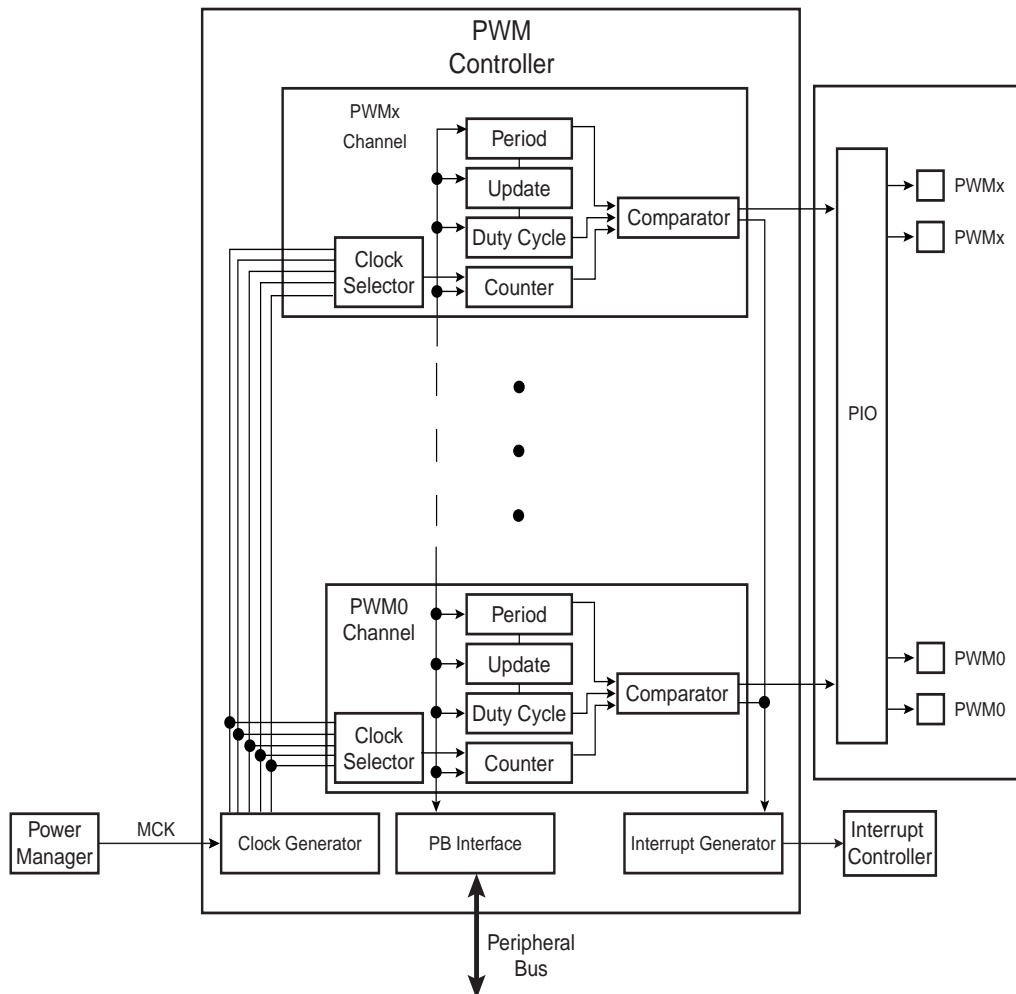 PWM
Controller
PWMx
Channel
Period
Update
Duty Cycle
Counter
Clock
Selector
Comparator
PIO
PWMx
PWMx
PWM0
Channel
Period
Update
Duty Cycle
Counter
Clock
Selector
Comparator
PWM0
PWM0
Power
Manager
MCK
Clock Generator
PB Interface
Interrupt Generator
Interrupt
Controller
Peripheral
Bus